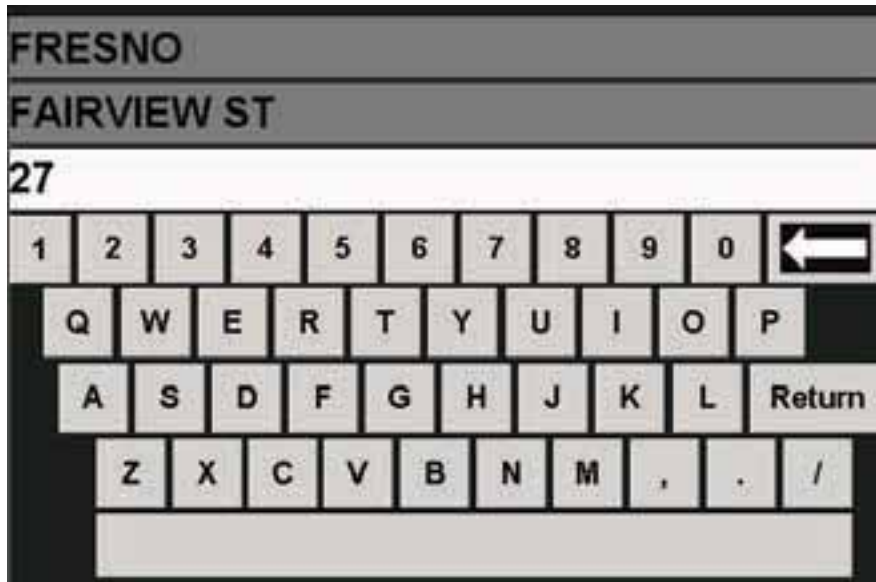 FRESNO
FAIRVIEW ST
27
1 2 3 4 5 6 7 8 9 0
Q W E R T Y U I O P
A S D F G H J K L Return
Z X C V B N M , . /